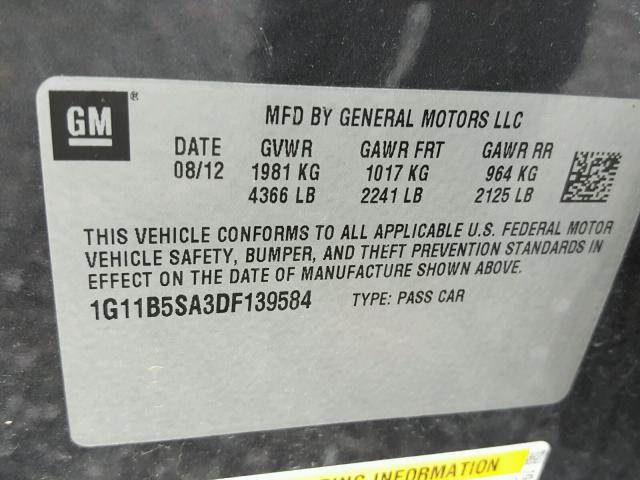 GM®
MFD BY GENERAL MOTORS LLC
DATE GVWR GAWR FRT GAWR RR
08/12 1981 KG 1017 KG 964 KG
4366 LB 2241 LB 2125 LB
THIS VEHICLE CONFORMS TO ALL APPLICABLE U.S. FEDERAL MOTOR
VEHICLE SAFETY, BUMPER, AND THEFT PREVENTION STANDARDS IN
EFFECT ON THE DATE OF MANUFACTURE SHOWN ABOVE.
1G11B5SA3DF139584 TYPE: PASS CAR
INFORMATION